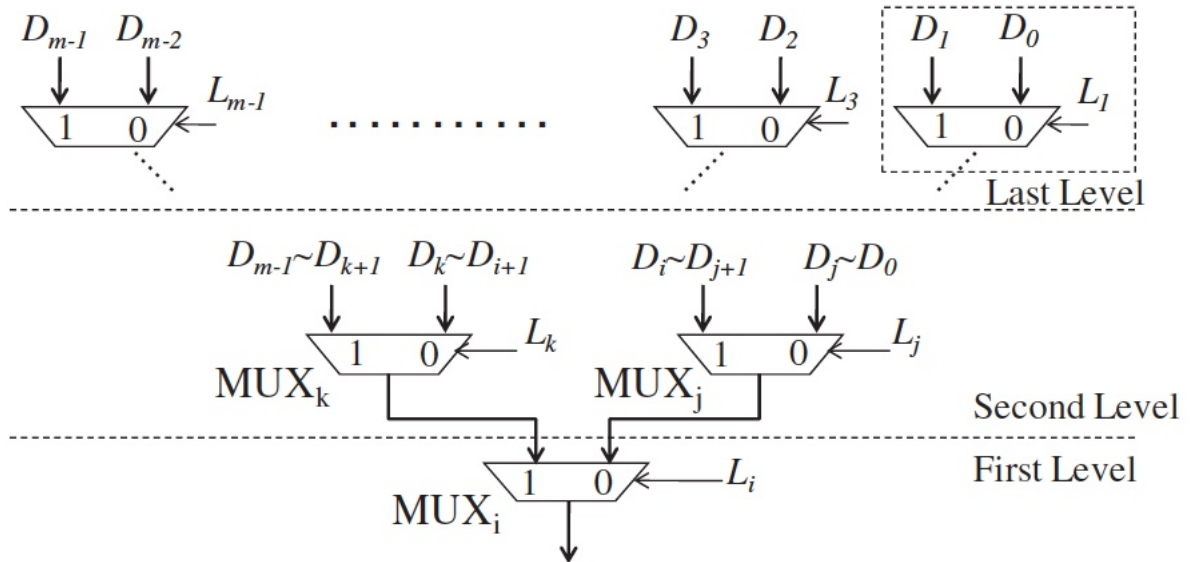 D_{m-1} D_{m-2} D_3 D_2 D_1 D_0
L_{m-1} L_3 L_1
1 0 1 0 1 0
Last Level
D_{m-1}~D_{k+1} D_k~D_{i+1} D_i~D_{j+1} D_j~D_0
1 0 L_k 1 0 L_j
MUX_k MUX_j
Second Level
First Level
1 0 L_i
MUX_i